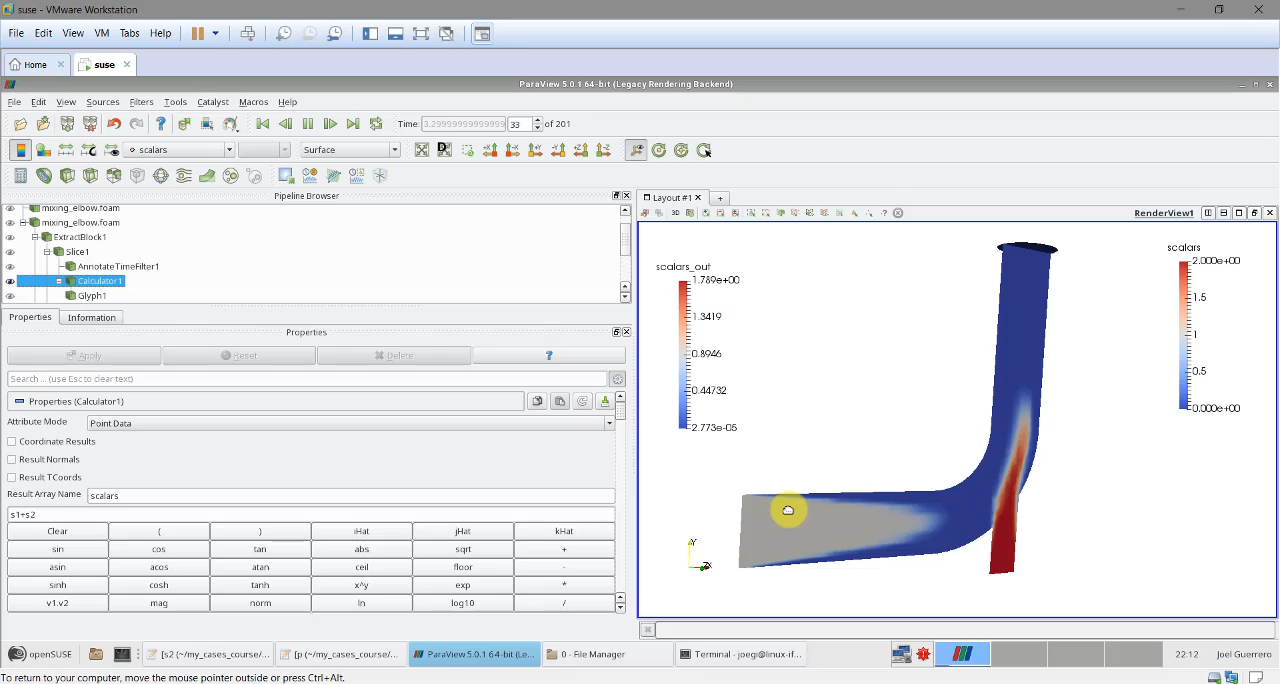 suse - VMware Workstation
File Edit View VM Tabs Help
Home suse
ParaView 5.0.1 64-bit (Legacy Rendering Backend)
File Edit View Sources Filters Tools Catalyst Macros Help
Time: 3.29999999999999 33 of 201
scalars Surface
Pipeline Browser
mixing_elbow.foam
mixing_elbow.foam
ExtractBlock1
Slice1
AnnotateTimeFilter1
Calculator1
Glyph1
Properties Information
Properties
Apply Reset Delete ?
Search ... (use Esc to clear text)
Properties (Calculator1)
Attribute Mode Point Data
Coordinate Results
Result Normals
Result TCoords
Result Array Name scalars
s1+s2
Clear ( ) iHat jHat kHat
sin cos tan abs sqrt +
asin acos atan ceil floor -
sinh cosh tanh x^y exp *
v1.v2 mag norm ln log10 /
Layout #1 +
3D ? RenderView1
scalars_out
1.789e+00
1.3419
0.8946
0.44732
2.773e-05
scalars
2.000e+00
1.5
1
0.5
0.000e+00
Y
Z
openSUSE [s2 (~/my_cases_course/... [p (~/my_cases_course/... ParaView 5.0.1 64-bit (Le... 0 - File Manager Terminal - joegi@linux-if... 22:12 Joel Guerrero
To return to your computer, move the mouse pointer outside or press Ctrl+Alt.